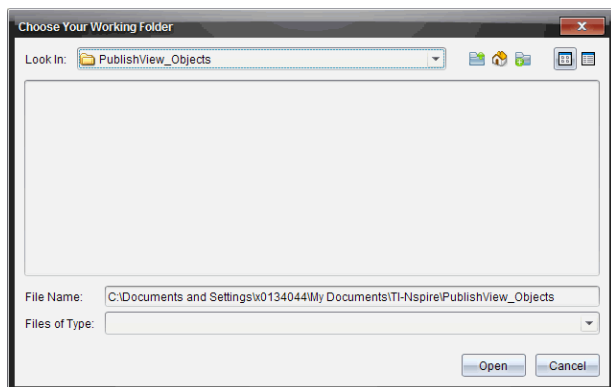 Choose Your Working Folder
Look In: PublishView_Objects
File Name: C:\Documents and Settings\x0134044\My Documents\TI-Nspire\PublishView_Objects
Files of Type:
Open Cancel